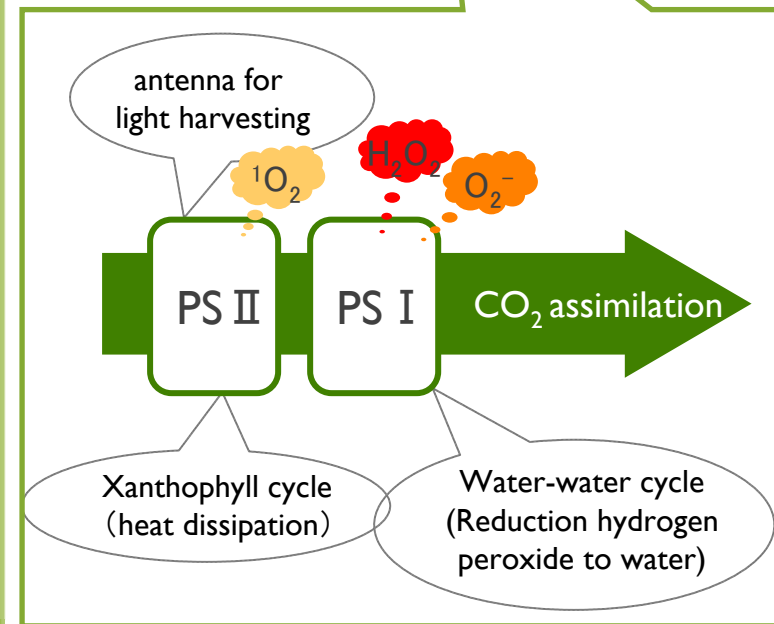 antenna for
light harvesting
¹O₂
H₂O₂
O₂⁻
PS Ⅱ
PS Ⅰ
CO₂ assimilation
Xanthophyll cycle
（heat dissipation）
Water-water cycle
(Reduction hydrogen
peroxide to water)